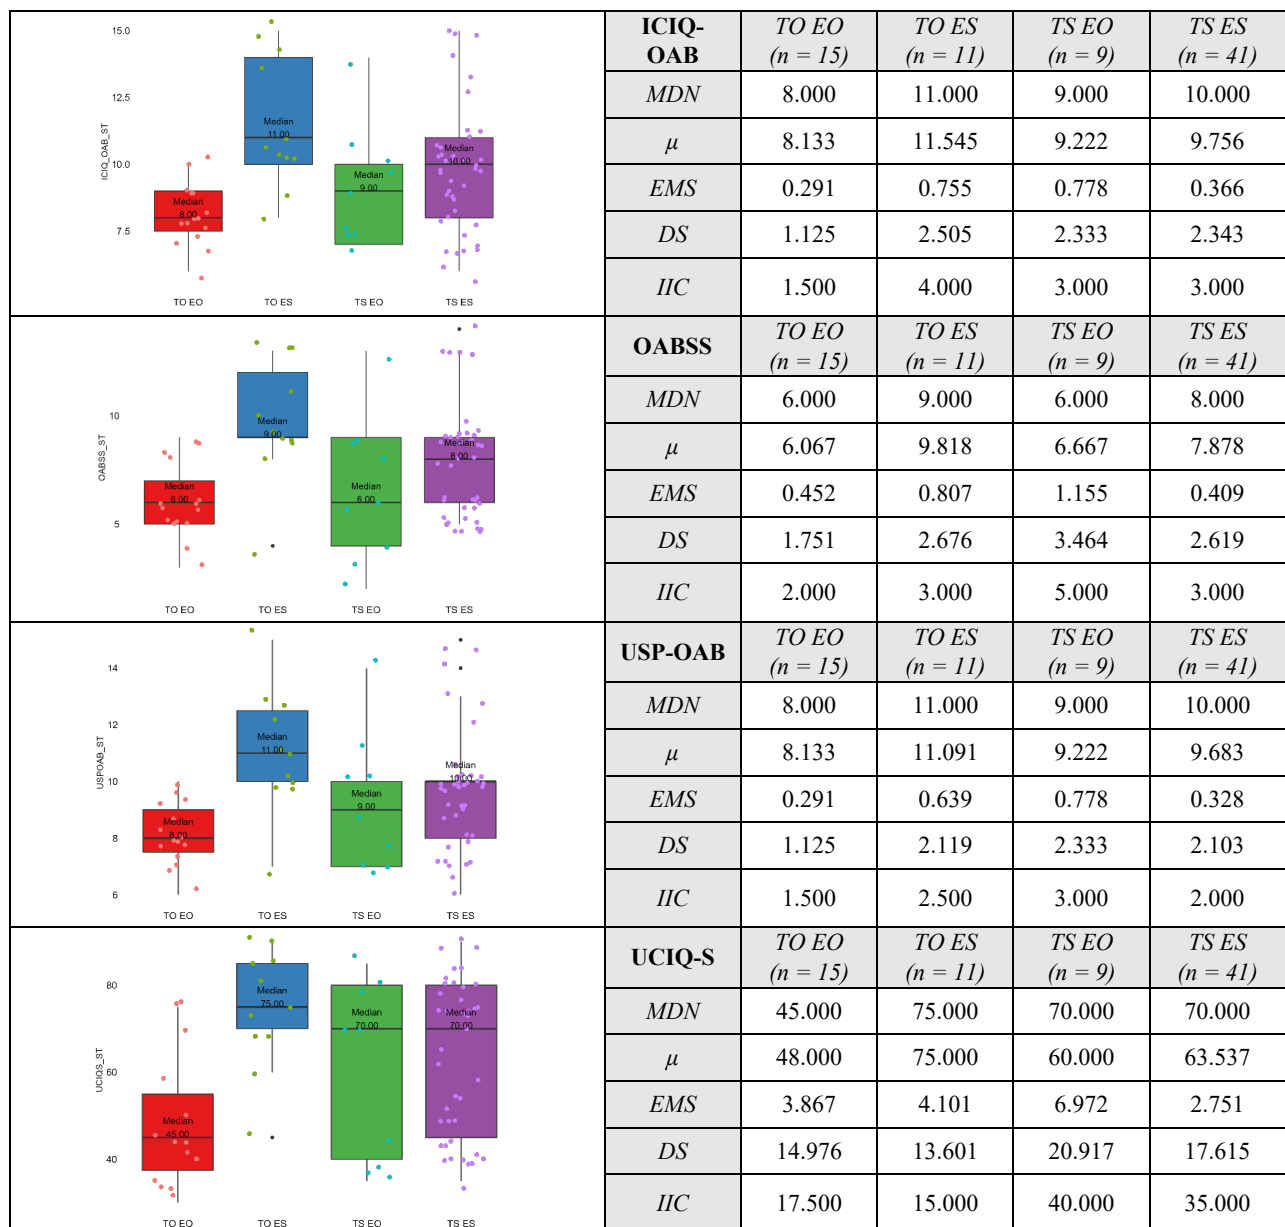 15.0
12.5
10.0
7.5
ICIQ_OAB_ST
Median
8.00
Median
11.00
Median
9.00
Median
10.00
TO EO TO ES TS EO TS ES
ICIQ-OAB TO EO (n = 15) TO ES (n = 11) TS EO (n = 9) TS ES (n = 41)
MDN 8.000 11.000 9.000 10.000
μ 8.133 11.545 9.222 9.756
EMS 0.291 0.755 0.778 0.366
DS 1.125 2.505 2.333 2.343
IIC 1.500 4.000 3.000 3.000
10
5
OABSS_ST
Median
6.00
Median
9.00
Median
6.00
Median
8.00
TO EO TO ES TS EO TS ES
OABSS TO EO (n = 15) TO ES (n = 11) TS EO (n = 9) TS ES (n = 41)
MDN 6.000 9.000 6.000 8.000
μ 6.067 9.818 6.667 7.878
EMS 0.452 0.807 1.155 0.409
DS 1.751 2.676 3.464 2.619
IIC 2.000 3.000 5.000 3.000
14
12
10
8
6
USPOAB_ST
Median
8.00
Median
11.00
Median
9.00
Median
10.00
TO EO TO ES TS EO TS ES
USP-OAB TO EO (n = 15) TO ES (n = 11) TS EO (n = 9) TS ES (n = 41)
MDN 8.000 11.000 9.000 10.000
μ 8.133 11.091 9.222 9.683
EMS 0.291 0.639 0.778 0.328
DS 1.125 2.119 2.333 2.103
IIC 1.500 2.500 3.000 2.000
80
60
40
UCIQS_ST
Median
45.00
Median
75.00
Median
70.00
Median
70.00
TO EO TO ES TS EO TS ES
UCIQ-S TO EO (n = 15) TO ES (n = 11) TS EO (n = 9) TS ES (n = 41)
MDN 45.000 75.000 70.000 70.000
μ 48.000 75.000 60.000 63.537
EMS 3.867 4.101 6.972 2.751
DS 14.976 13.601 20.917 17.615
IIC 17.500 15.000 40.000 35.000